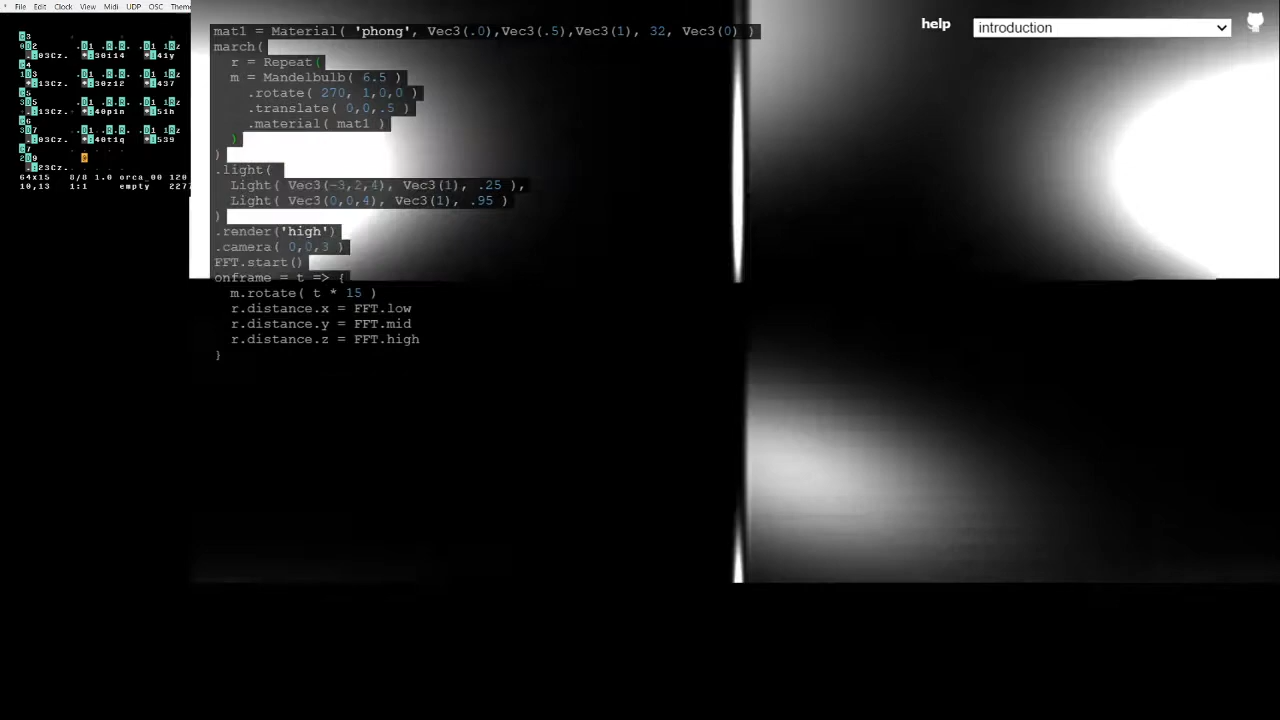 File Edit Clock View Midi UDP OSC Theme
help
introduction
mat1 = Material( 'phong', Vec3(.0),Vec3(.5),Vec3(1), 32, Vec3(0) )
march(
r = Repeat(
m = Mandelbulb( 6.5 )
.rotate( 270, 1,0,0 )
.translate( 0,0,.5 )
.material( mat1 )
)
)
.light(
Light( Vec3(-3,2,4), Vec3(1), .25 ),
Light( Vec3(0,0,4), Vec3(1), .95 )
)
.render('high')
.camera( 0,0,3 )
FFT.start()
onframe = t => {
m.rotate( t * 15 )
r.distance.x = FFT.low
r.distance.y = FFT.mid
r.distance.z = FFT.high
}
64x15 8/8 1.0 orca_00 120
10,13 1:1 empty 2277